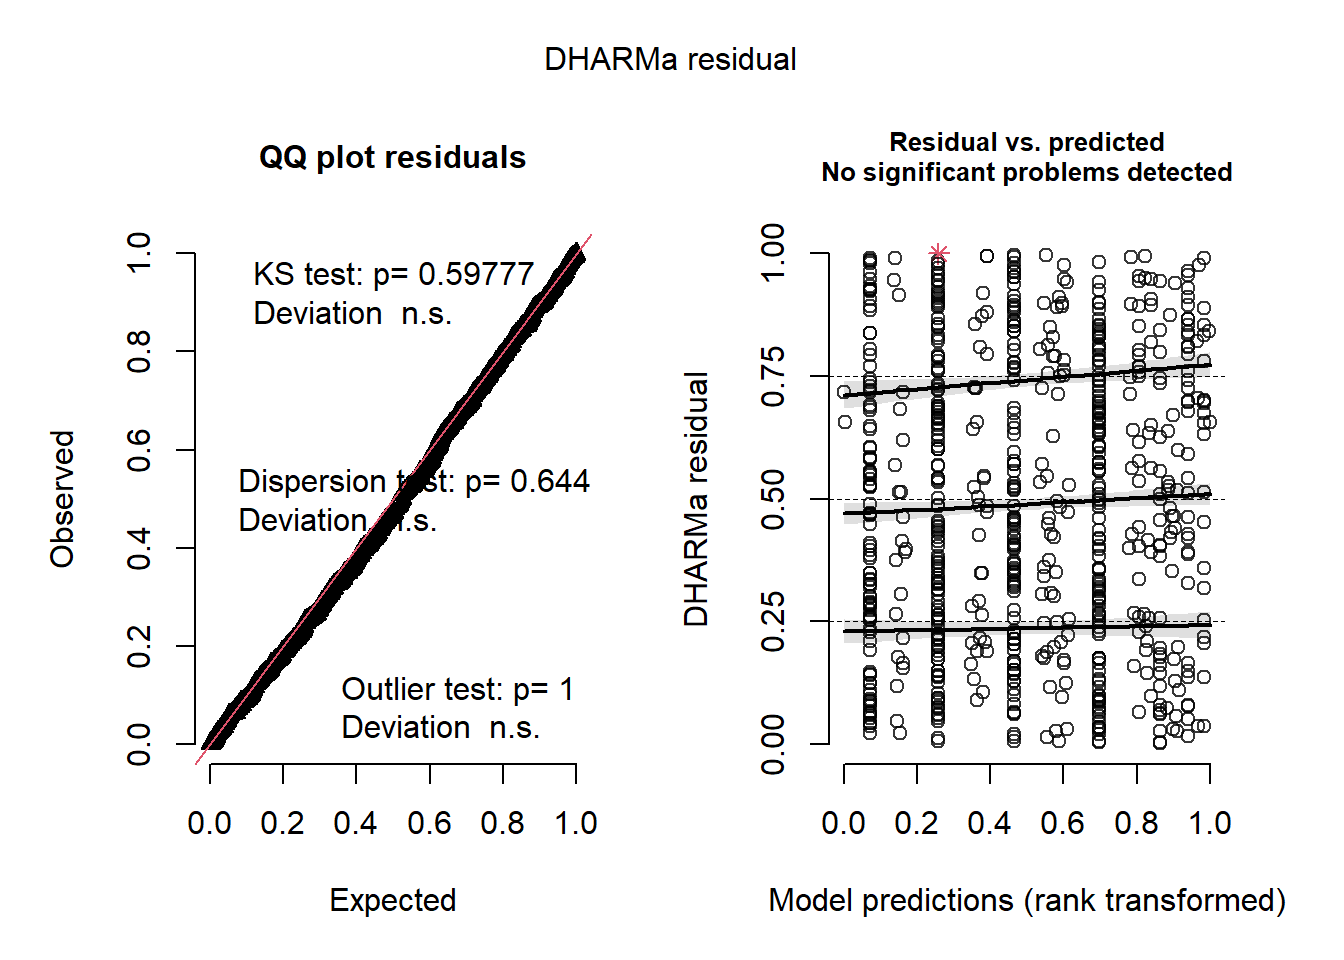 DHARMa residual
QQ plot residuals
KS test: p= 0.59777
Deviation  n.s.
Dispersion test: p= 0.644
Deviation  n.s.
Outlier test: p= 1
Deviation  n.s.
Observed
0.0
0.2
0.4
0.6
0.8
1.0
0.0 0.2 0.4 0.6 0.8 1.0
Expected
Residual vs. predicted
No significant problems detected
DHARMa residual
0.00
0.25
0.50
0.75
1.00
0.0 0.2 0.4 0.6 0.8 1.0
Model predictions (rank transformed)